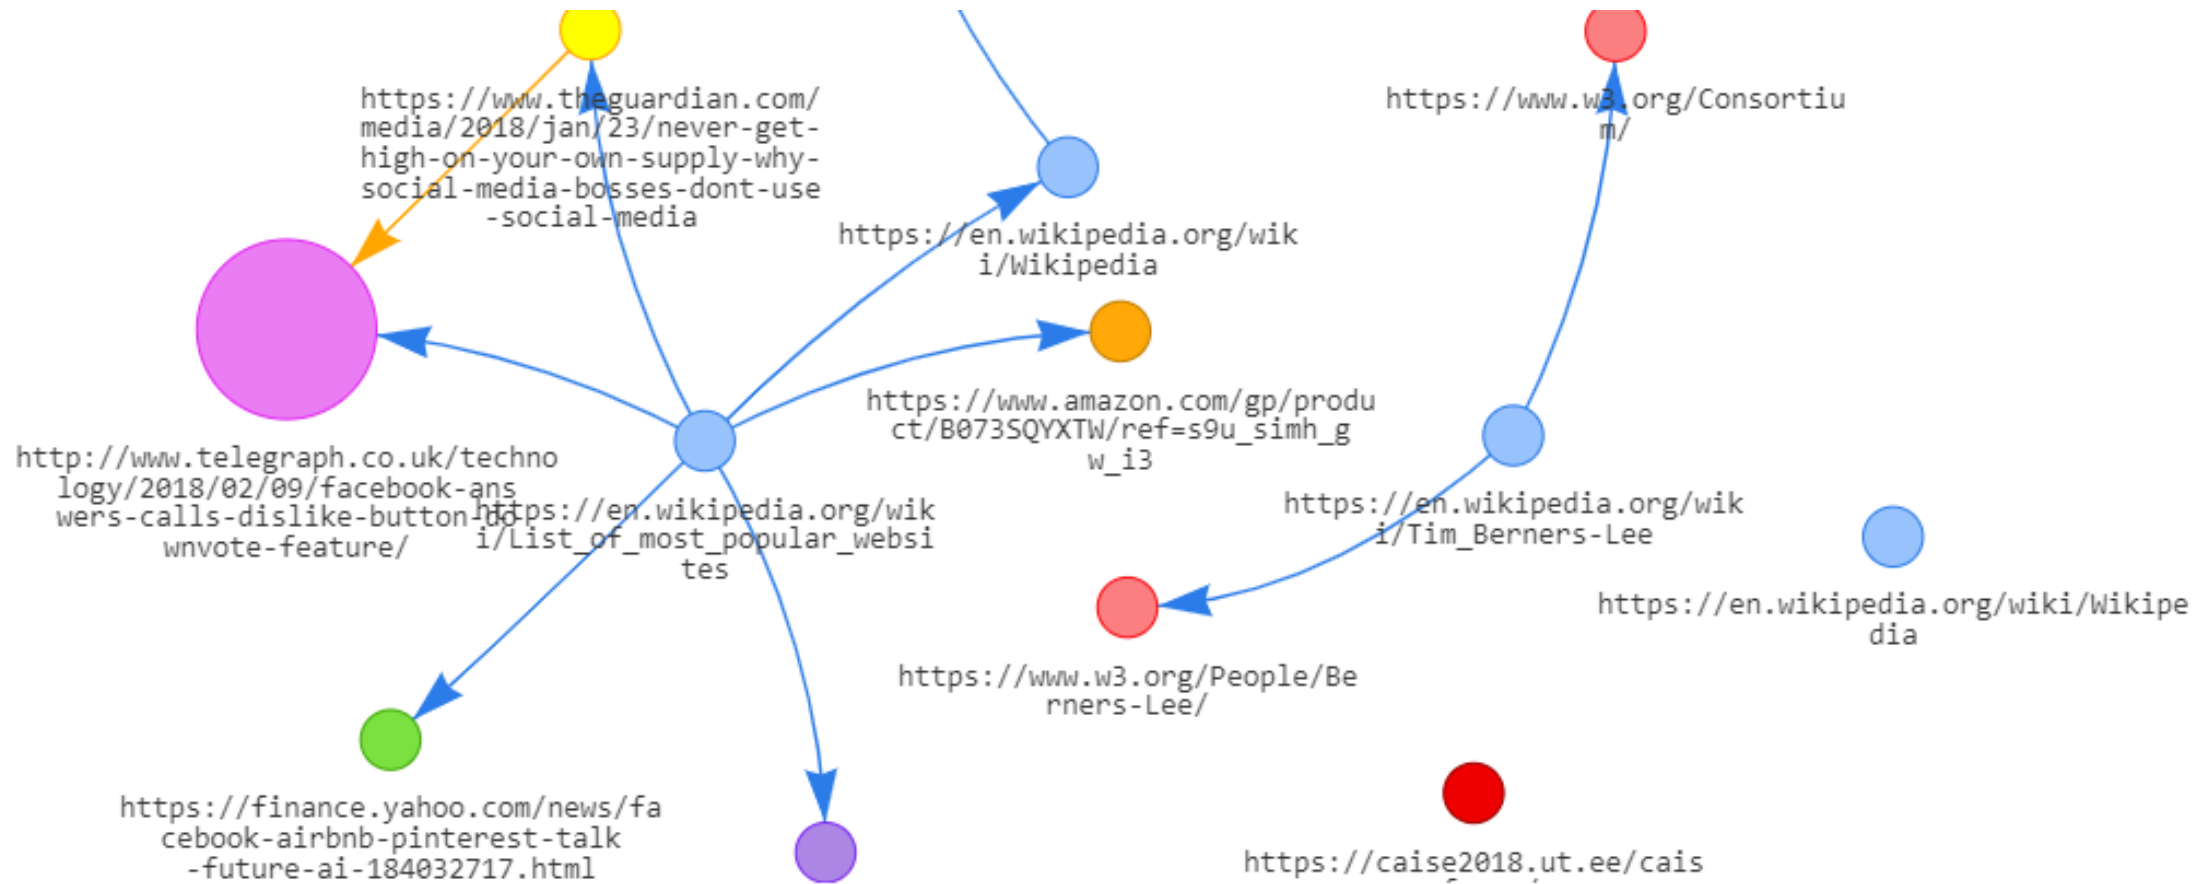 https://www.theguardian.com/
media/2018/jan/23/never-get-
high-on-your-own-supply-why-
social-media-bosses-dont-use
-social-media
https://www.w3.org/Consortiu
m/
https://en.wikipedia.org/wik
i/Wikipedia
https://www.amazon.com/gp/produ
ct/B073SQYXTW/ref=s9u_simh_g
w_i3
http://www.telegraph.co.uk/techno
logy/2018/02/09/facebook-ans
wers-calls-dislike-button-do
wnvote-feature/
https://en.wikipedia.org/wik
i/List_of_most_popular_websi
tes
https://en.wikipedia.org/wik
i/Tim_Berners-Lee
https://en.wikipedia.org/wiki/Wikipe
dia
https://www.w3.org/People/Be
rners-Lee/
https://finance.yahoo.com/news/fa
cebook-airbnb-pinterest-talk
-future-ai-184032717.html
https://caise2018.ut.ee/cais